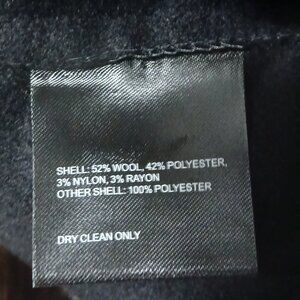 SHELL: 52% WOOL, 42% POLYESTER,
3% NYLON, 3% RAYON
OTHER SHELL: 100% POLYESTER
DRY CLEAN ONLY